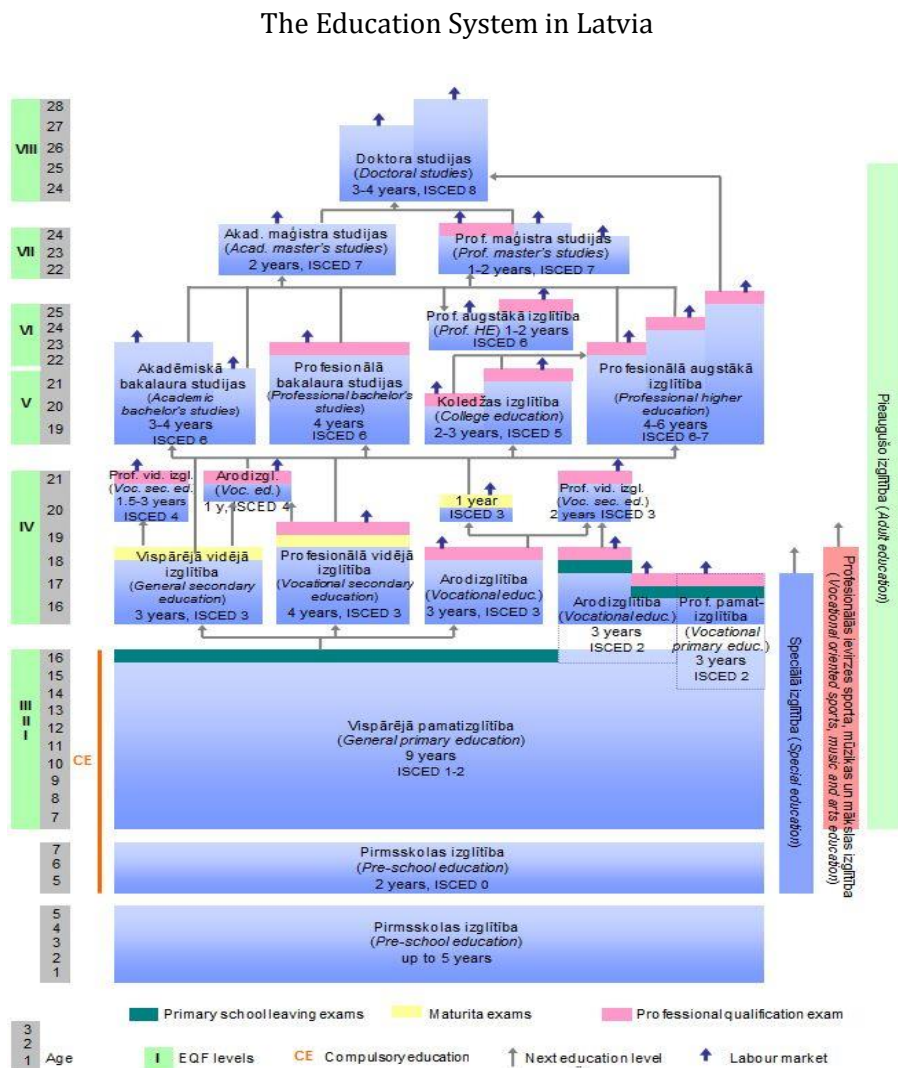 The Education System in Latvia
28
27
VIII
26
25
24
Doktora studijas
(Doctoral studies)
3-4 years, ISCED 8
24
VII
23
22
Akad. maģistra studijas
(Acad. master's studies)
2 years, ISCED 7
Prof. maģistra studijas
(Prof. master's studies)
1-2 years, ISCED 7
25
VI
24
23
22
Prof. augstākā izglītība
(Prof. HE) 1-2 years
ISCED 6
21
V
20
19
Akadēmiskā
bakalaura studijas
(Academic
bachelor's studies)
3-4 years
ISCED 6
Profesionālā
bakalaura studijas
(Professional bachelor's
studies)
4 years
ISCED 6
Koledžas izglītība
(College education)
2-3 years, ISCED 5
Profesionālā augstākā
izglītība
(Professional higher
education)
4-6 years
ISCED 6-7
21
20
IV
19
18
17
16
Prof. vid. izgl.
(Voc. sec. ed.)
1.5-3 years
ISCED 4
Arodizgl.
(Voc. ed.)
1 y, ISCED 4
1 year
ISCED 3
Prof. vid. izgl.
(Voc. sec. ed.)
2 years ISCED 3
Vispārējā vidējā
izglītība
(General secondary
education)
3 years, ISCED 3
Profesionālā vidējā
izglītība
(Vocational secondary
education)
4 years, ISCED 3
Arodizglītība
(Vocational educ.)
3 years, ISCED 3
Arodizglītība
(Vocational educ.)
3 years
ISCED 2
Prof. pamat-
izglītība
(Vocational
primary educ.)
3 years
ISCED 2
16
15
14
III
13
II
12
I
11
10
9
8
7
CE
Vispārējā pamatizglītība
(General primary education)
9 years
ISCED 1-2
7
6
5
Pirmsskolas izglītība
(Pre-school education)
2 years, ISCED 0
5
4
3
2
1
Pirmsskolas izglītība
(Pre-school education)
up to 5 years
Speciālā izglītība (Special education)
Profesionālās ievirzes sporta, mūzikas un mākslas izglītība
(Vocational oriented sports, music and arts education)
Pieaugušo izglītība (Adult education)
Primary school leaving exams
Maturita exams
Professional qualification exam
3
2
1
Age
I
EQF levels
CE
Compulsory education
Next education level
Labour market